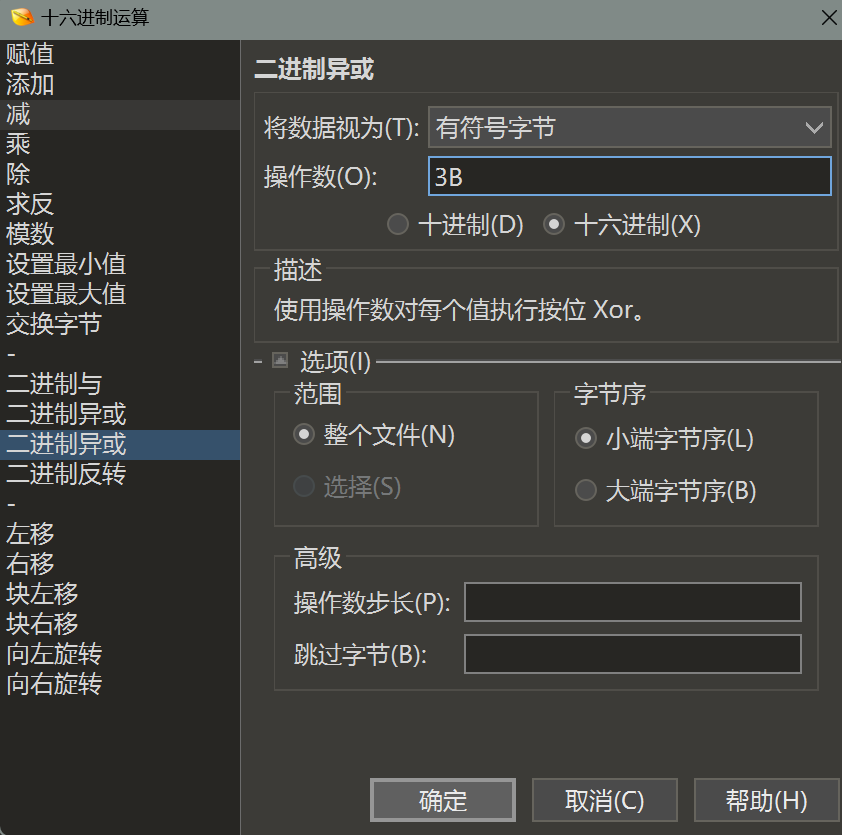 十六进制运算
赋值
添加
减
乘
除
求反
模数
设置最小值
设置最大值
交换字节
-
二进制与
二进制异或
二进制异或
二进制反转
-
左移
右移
块左移
块右移
向左旋转
向右旋转
二进制异或
将数据视为(T): 有符号字节
操作数(O): 3B
十进制(D) 十六进制(X)
描述
使用操作数对每个值执行按位 Xor。
选项(I)
范围
整个文件(N)
选择(S)
字节序
小端字节序(L)
大端字节序(B)
高级
操作数步长(P):
跳过字节(B):
确定 取消(C) 帮助(H)